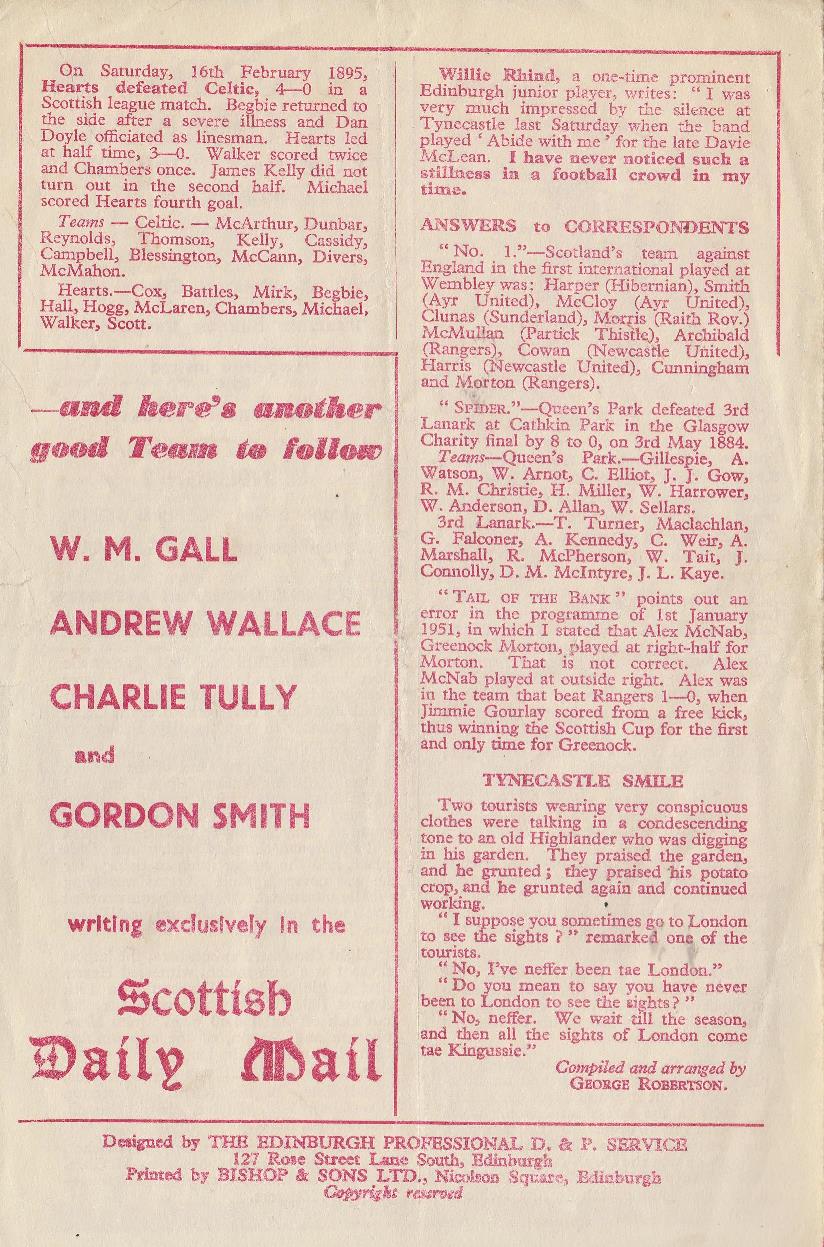 On Saturday, 16th February 1895,
Hearts defeated Celtic, 4—0 in a
Scottish league match. Begbie returned to
the side after a severe illness and Dan
Doyle officiated as linesman. Hearts led
at half time, 3—0. Walker scored twice
and Chambers once. James Kelly did not
turn out in the second half. Michael
scored Hearts fourth goal.
Teams — Celtic. — McArthur, Dunbar,
Reynolds, Thomson, Kelly, Cassidy,
Campbell, Blessington, McCann, Divers,
McMahon.
Hearts.—Cox, Battles, Mirk, Begbie,
Hall, Hogg, McLaren, Chambers, Michael,
Walker, Scott.
—and here's another
good Team to follow
W. M. GALL
ANDREW WALLACE
CHARLIE TULLY
and
GORDON SMITH
writing exclusively in the
Scottish
Daily Mail
Willie Rhind, a one-time prominent
Edinburgh junior player, writes: “ I was
very much impressed by the silence at
Tynecastle last Saturday when the band
played ‘ Abide with me ’ for the late Davie
McLean. I have never noticed such a
stillness in a football crowd in my
time.
ANSWERS to CORRESPONDENTS
“ No. 1.”—Scotland's team against
England in the first international played at
Wembley was: Harper (Hibernian), Smith
(Ayr United), McCloy (Ayr United),
Clunas (Sunderland), Morris (Raith Rov.)
McMullan (Partick Thistle), Archibald
(Rangers), Cowan (Newcastle United),
Harris (Newcastle United), Cunningham
and Morton (Rangers).
“ SPIDER.”—Queen's Park defeated 3rd
Lanark at Cathkin Park in the Glasgow
Charity final by 8 to 0, on 3rd May 1884.
Teams—Queen's Park.—Gillespie, A.
Watson, W. Arnot, C. Elliot, J. J. Gow,
R. M. Christie, H. Miller, W. Harrower,
W. Anderson, D. Allan, W. Sellars.
3rd Lanark.—T. Turner, Maclachlan,
G. Falconer, A. Kennedy, C. Weir, A.
Marshall, R. McPherson, W. Tait, J.
Connolly, D. M. McIntyre, J. L. Kaye.
“ TAIL OF THE BANK ” points out an
error in the programme of 1st January
1951, in which I stated that Alex McNab,
Greenock Morton, played at right-half for
Morton. That is not correct. Alex
McNab played at outside right. Alex was
in the team that beat Rangers 1—0, when
Jimmie Gourlay scored from a free kick,
thus winning the Scottish Cup for the first
and only time for Greenock.
TYNECASTLE SMILE
Two tourists wearing very conspicuous
clothes were talking in a condescending
tone to an old Highlander who was digging
in his garden. They praised the garden,
and he grunted ; they praised his potato
crop, and he grunted again and continued
working.
“ I suppose you sometimes go to London
to see the sights ? ” remarked one of the
tourists.
“ No, I've neffer been tae London.”
“ Do you mean to say you have never
been to London to see the sights? ”
“ No, neffer. We wait till the season,
and then all the sights of London come
tae Kingussie.”
Compiled and arranged by
GEORGE ROBERTSON.
Designed by THE EDINBURGH PROFESSIONAL D. & P. SERVICE
127 Rose Street Lane South, Edinburgh
Printed by BISHOP & SONS LTD., Nicolson Square, Edinburgh
Copyright reserved